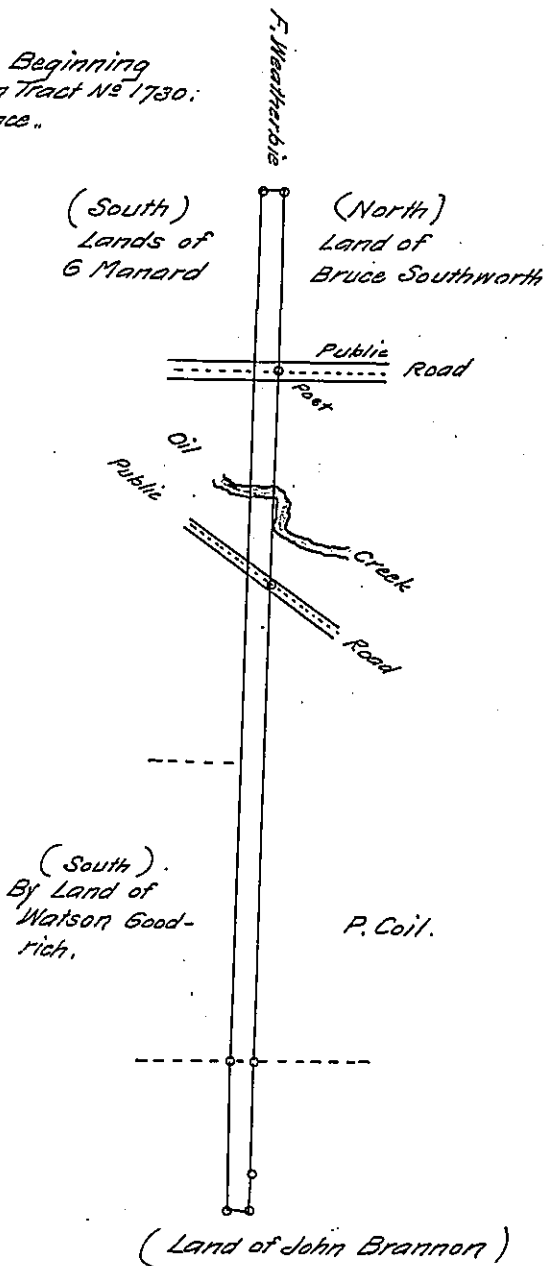 F. Weatherbie
Beginning
Tract Nº 1730:
(South)
Lands of
G Manard
(North)
Land of
Bruce Southworth
Public
Road
Post
Oil
Public
Creek
Road
(South).
By Land of
Watson Good-
rich.
P. Coil.
(Land of John Brannon)